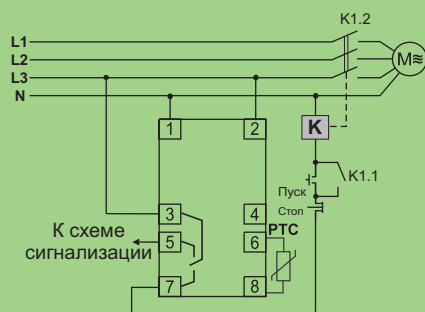 K1.2
L1
L2
L3
N
M≋
1
2
K
K1.1
Пуск
Стоп
3
4
PTC
К схеме
сигнализации
5
6
7
8